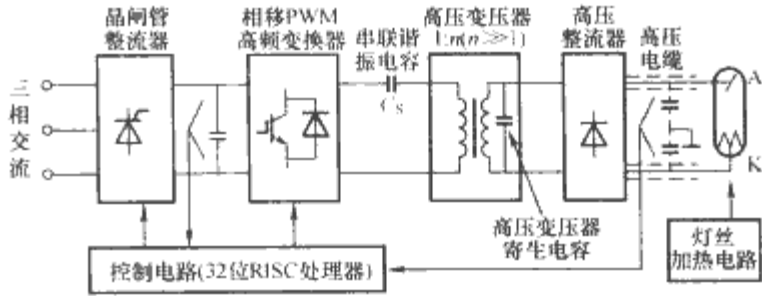 晶闸管
整流器
相移PWM
高频变换器
串联谐
振电容
Cs
高压变压器
1:n(n≫1)
高压
整流器
高压
电缆
三相交流
A
K
高压变压器
寄生电容
灯丝
加热电路
控制电路(32位RISC处理器)